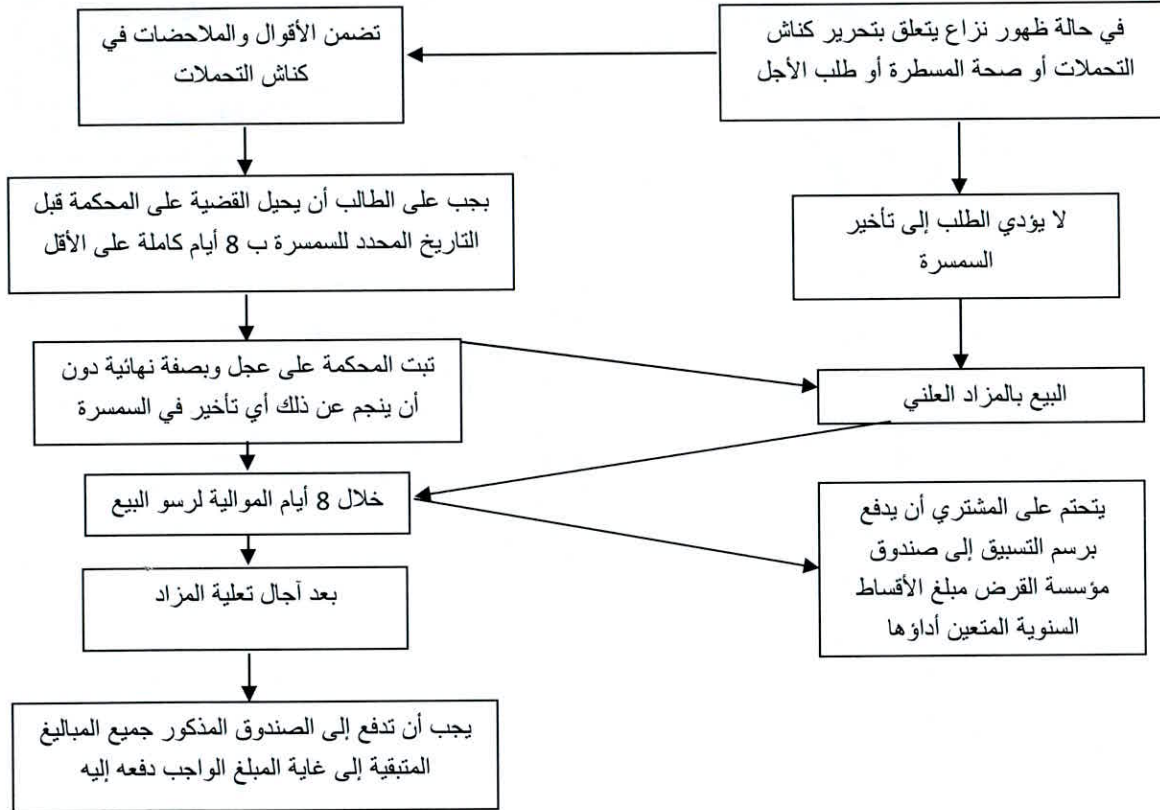 في حالة ظهور نزاع يتعلق بتحرير كناش
التحملات أو صحة المسطرة أو طلب الأجل
تضمن الأقوال والملاحضات في
كناش التحملات
بجب على الطالب أن يحيل القضية على المحكمة قبل
التاريخ المحدد للسمسرة ب 8 أيام كاملة على الأقل
لا يؤدي الطلب إلى تأخير
السمسرة
تبت المحكمة على عجل وبصفة نهائية دون
أن ينجم عن ذلك أي تأخير في السمسرة
البيع بالمزاد العلني
خلال 8 أيام الموالية لرسو البيع
يتحتم على المشتري أن يدفع
برسم التسبيق إلى صندوق
مؤسسة القرض مبلغ الأقساط
السنوية المتعين أداؤها
بعد آجال تعلية المزاد
يجب أن تدفع إلى الصندوق المذكور جميع المباليغ
المتبقية إلى غاية المبلغ الواجب دفعه إليه